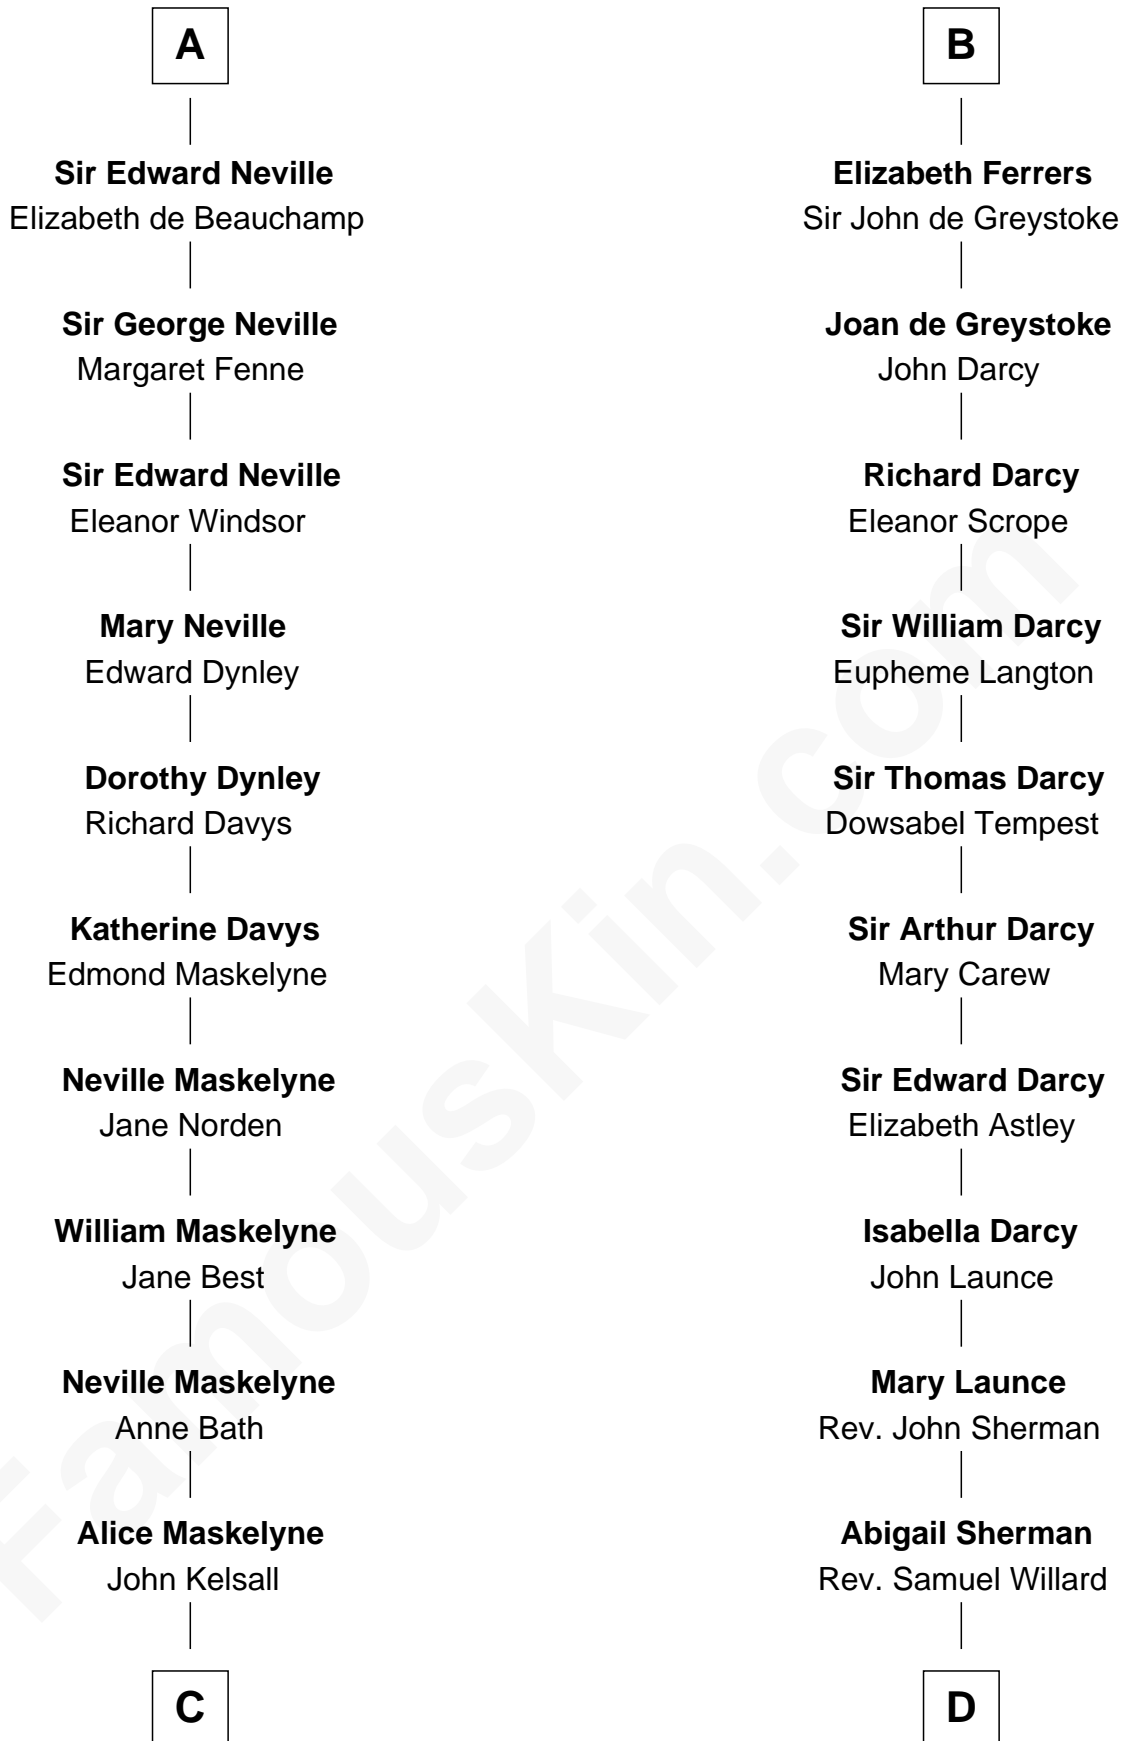 A
Sir Edward Neville
Elizabeth de Beauchamp
Sir George Neville
Margaret Fenne
Sir Edward Neville
Eleanor Windsor
Mary Neville
Edward Dynley
Dorothy Dynley
Richard Davys
Katherine Davys
Edmond Maskelyne
Neville Maskelyne
Jane Norden
William Maskelyne
Jane Best
Neville Maskelyne
Anne Bath
Alice Maskelyne
John Kelsall
C
B
Elizabeth Ferrers
Sir John de Greystoke
Joan de Greystoke
John Darcy
Richard Darcy
Eleanor Scrope
Sir William Darcy
Eupheme Langton
Sir Thomas Darcy
Dowsabel Tempest
Sir Arthur Darcy
Mary Carew
Sir Edward Darcy
Elizabeth Astley
Isabella Darcy
John Launce
Mary Launce
Rev. John Sherman
Abigail Sherman
Rev. Samuel Willard
D
FamousKin.com